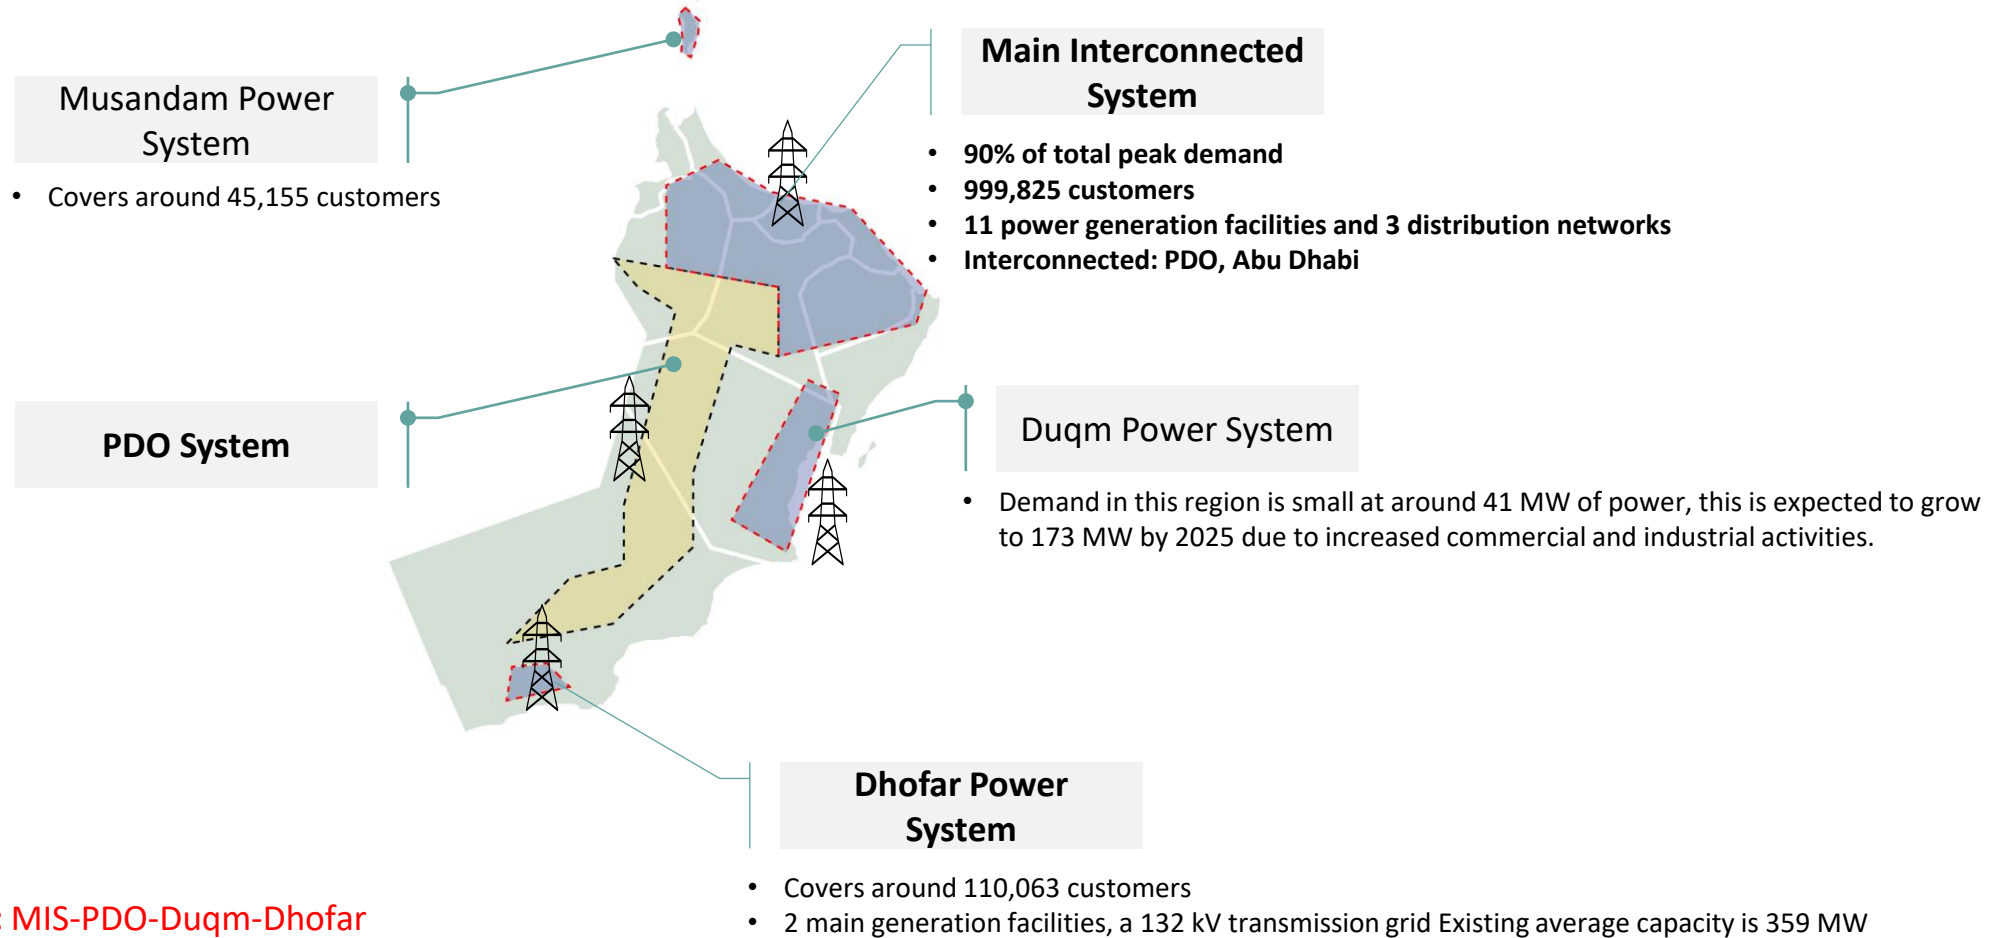 Musandam Power
System
• Covers around 45,155 customers
Main Interconnected
System
• 90% of total peak demand
• 999,825 customers
• 11 power generation facilities and 3 distribution networks
• Interconnected: PDO, Abu Dhabi
PDO System
Duqm Power System
• Demand in this region is small at around 41 MW of power, this is expected to grow
to 173 MW by 2025 due to increased commercial and industrial activities.
Dhofar Power
System
• Covers around 110,063 customers
• 2 main generation facilities, a 132 kV transmission grid Existing average capacity is 359 MW
: MIS-PDO-Duqm-Dhofar